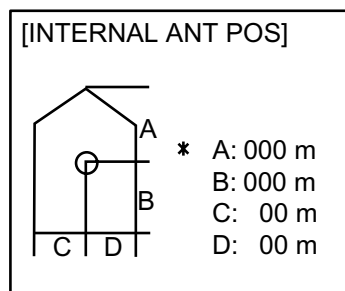 [INTERNAL ANT POS]
A
B
C D
* A: 000 m
B: 000 m
C: 00 m
D: 00 m